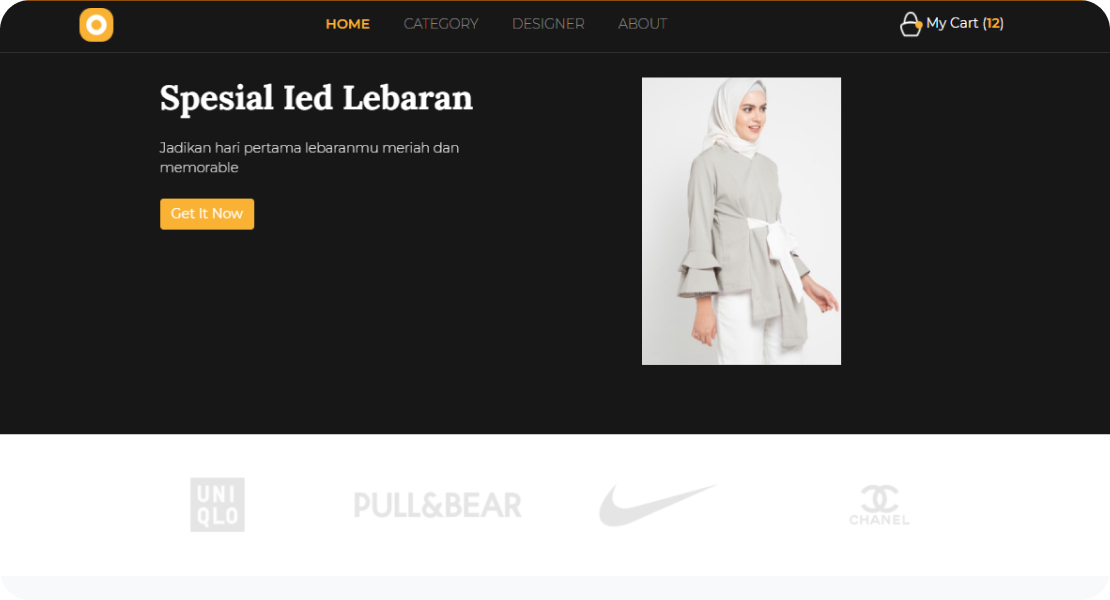 HOME CATEGORY DESIGNER ABOUT My Cart (12)
Spesial Ied Lebaran
Jadikan hari pertama lebaranmu meriah dan
memorable
Get It Now
UNI
QLO
PULL&BEAR
CHANEL